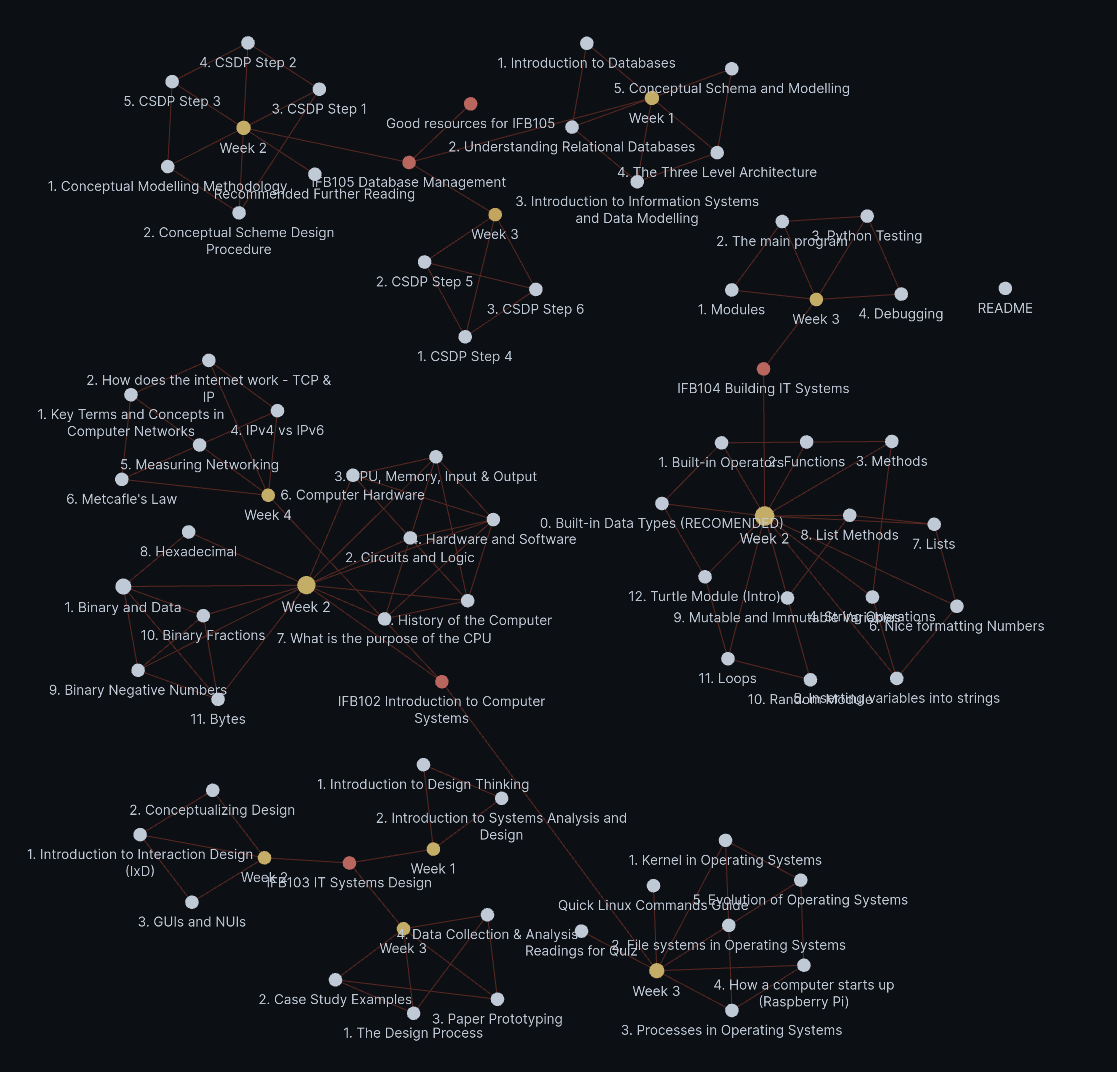 4. CSDP Step 2
5. CSDP Step 3
3. CSDP Step 1
Week 2
1. Conceptual Modelling Methodology
Recommended Further Reading
2. Conceptual Scheme Design
Procedure
Good resources for IFB105
IFB105 Database Management
1. Introduction to Databases
5. Conceptual Schema and Modelling
Week 1
2. Understanding Relational Databases
4. The Three Level Architecture
3. Introduction to Information Systems
and Data Modelling
Week 3
2. CSDP Step 5
3. CSDP Step 6
1. CSDP Step 4
2. The main program
3. Python Testing
1. Modules
Week 3
4. Debugging
README
IFB104 Building IT Systems
2. How does the internet work - TCP &
IP
1. Key Terms and Concepts in
Computer Networks
4. IPv4 vs IPv6
5. Measuring Networking
6. Metcafle's Law
Week 4
3. CPU, Memory, Input & Output
6. Computer Hardware
Hardware and Software
2. Circuits and Logic
8. Hexadecimal
1. Binary and Data
Week 2
10. Binary Fractions
History of the Computer
7. What is the purpose of the CPU
9. Binary Negative Numbers
11. Bytes
IFB102 Introduction to Computer
Systems
1. Built-in Operators
2. Functions
3. Methods
0. Built-in Data Types (RECOMENDED)
Week 2
8. List Methods
7. Lists
12. Turtle Module (Intro)
9. Mutable and Immutable Variables
4. String Operations
6. Nice formatting Numbers
11. Loops
10. Random Module
5. Inserting variables into strings
1. Introduction to Design Thinking
2. Introduction to Systems Analysis and
Design
2. Conceptualizing Design
1. Introduction to Interaction Design
(IxD)
Week 2
IFB103 IT Systems Design
Week 1
3. GUIs and NUIs
4. Data Collection & Analysis
Week 3
2. Case Study Examples
3. Paper Prototyping
1. The Design Process
1. Kernel in Operating Systems
Quick Linux Commands Guide
5. Evolution of Operating Systems
Readings for Quiz
2. File systems in Operating Systems
Week 3
4. How a computer starts up
(Raspberry Pi)
3. Processes in Operating Systems